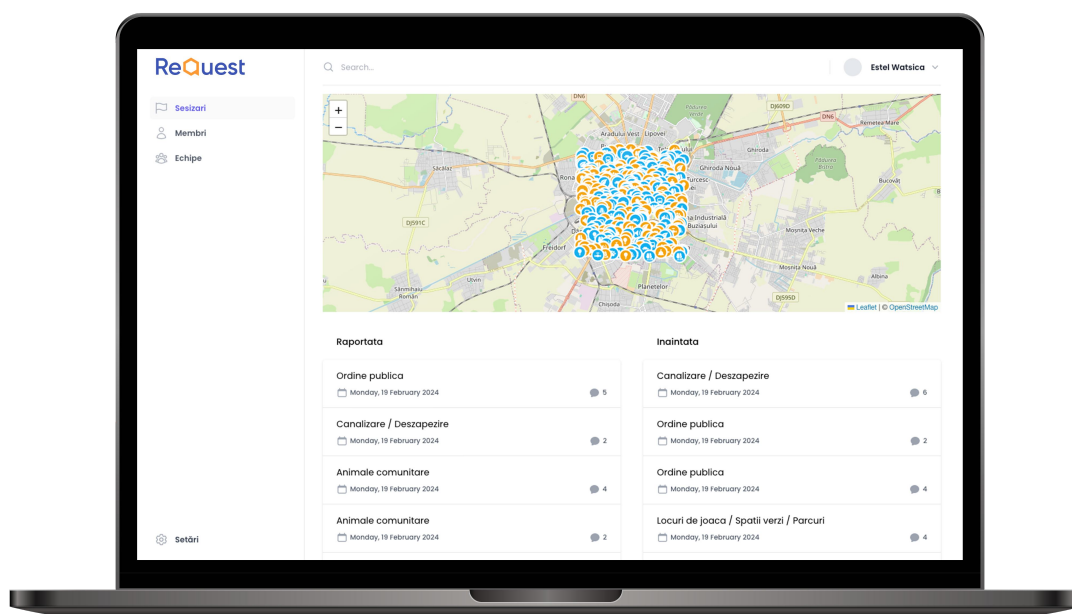 ReQuest
Search...
Estel Watsica
Sesizari
Membri
Echipe
Setări
+
−
DN6
Pădurea Verde
DJ609D
DN6
Remetea Mare
Aradului Vest
Lipovei
Ghiroda
Ghiroda Nouă
Pădurea Bistra
Bucovăț
Săcălaz
DJ591C
Freidorf
Moșnița Veche
Moșnița Nouă
Albina
Utvin
Sânmihaiu Român
Planetelor
Chișoda
DJ595D
Leaflet | © OpenStreetMap
Raportata
Ordine publica
Monday, 19 February 2024
5
Canalizare / Deszapezire
Monday, 19 February 2024
2
Animale comunitare
Monday, 19 February 2024
4
Animale comunitare
Monday, 19 February 2024
2
Inaintata
Canalizare / Deszapezire
Monday, 19 February 2024
6
Ordine publica
Monday, 19 February 2024
2
Ordine publica
Monday, 19 February 2024
4
Locuri de joaca / Spatii verzi / Parcuri
Monday, 19 February 2024
4